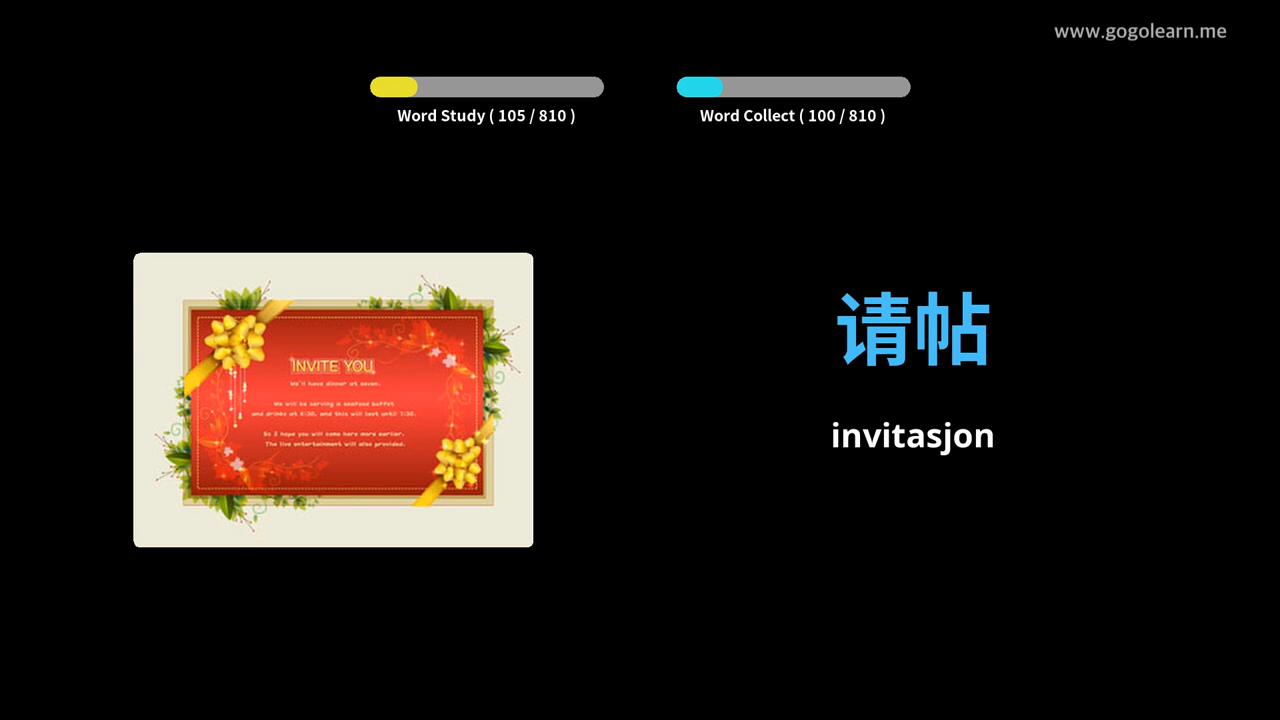 www.gogolearn.me
Word Study ( 105 / 810 )
Word Collect ( 100 / 810 )
INVITE YOU
We'll have dinner at seven.
We will be serving a seafood buffet
and drinks at 6:30, and this will last until 7:30.
So I hope you will come here more earlier.
The live entertainment will also provided.
请帖
invitasjon